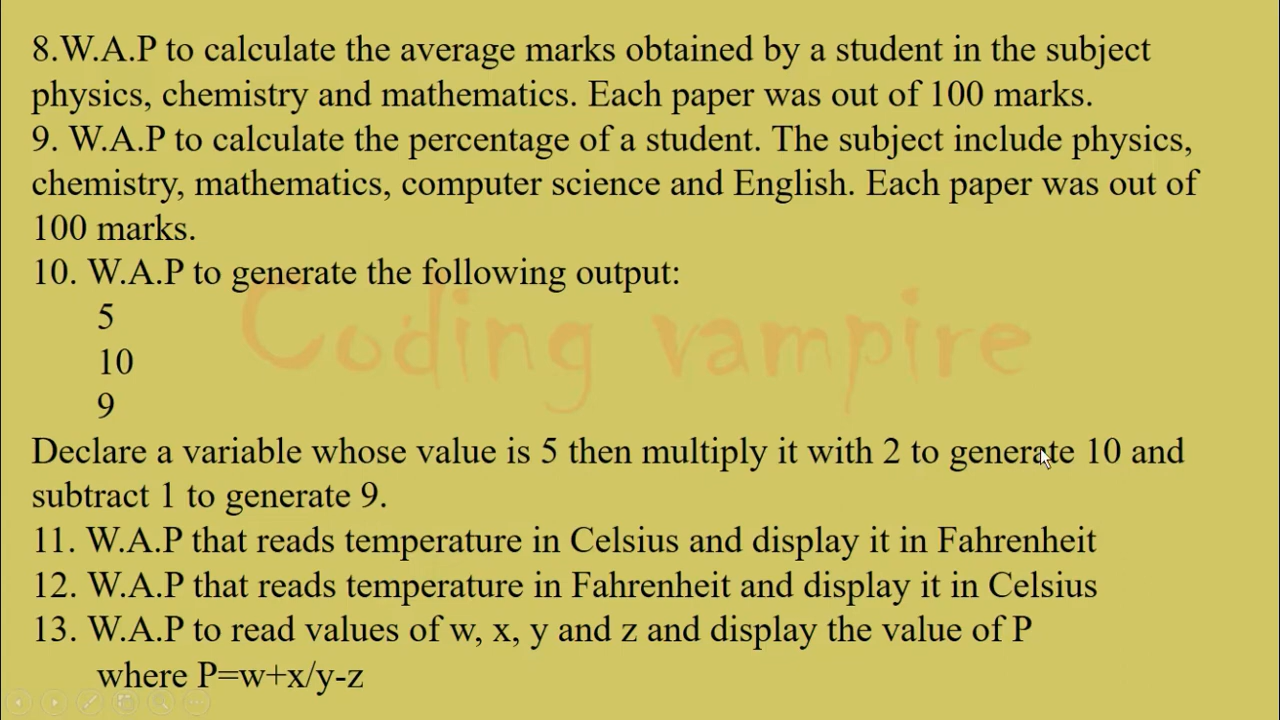 8.W.A.P to calculate the average marks obtained by a student in the subject
physics, chemistry and mathematics. Each paper was out of 100 marks.
9. W.A.P to calculate the percentage of a student. The subject include physics,
chemistry, mathematics, computer science and English. Each paper was out of
100 marks.
10. W.A.P to generate the following output:
5
10
9
Coding vampire
Declare a variable whose value is 5 then multiply it with 2 to generate 10 and
subtract 1 to generate 9.
11. W.A.P that reads temperature in Celsius and display it in Fahrenheit
12. W.A.P that reads temperature in Fahrenheit and display it in Celsius
13. W.A.P to read values of w, x, y and z and display the value of P
where P=w+x/y-z